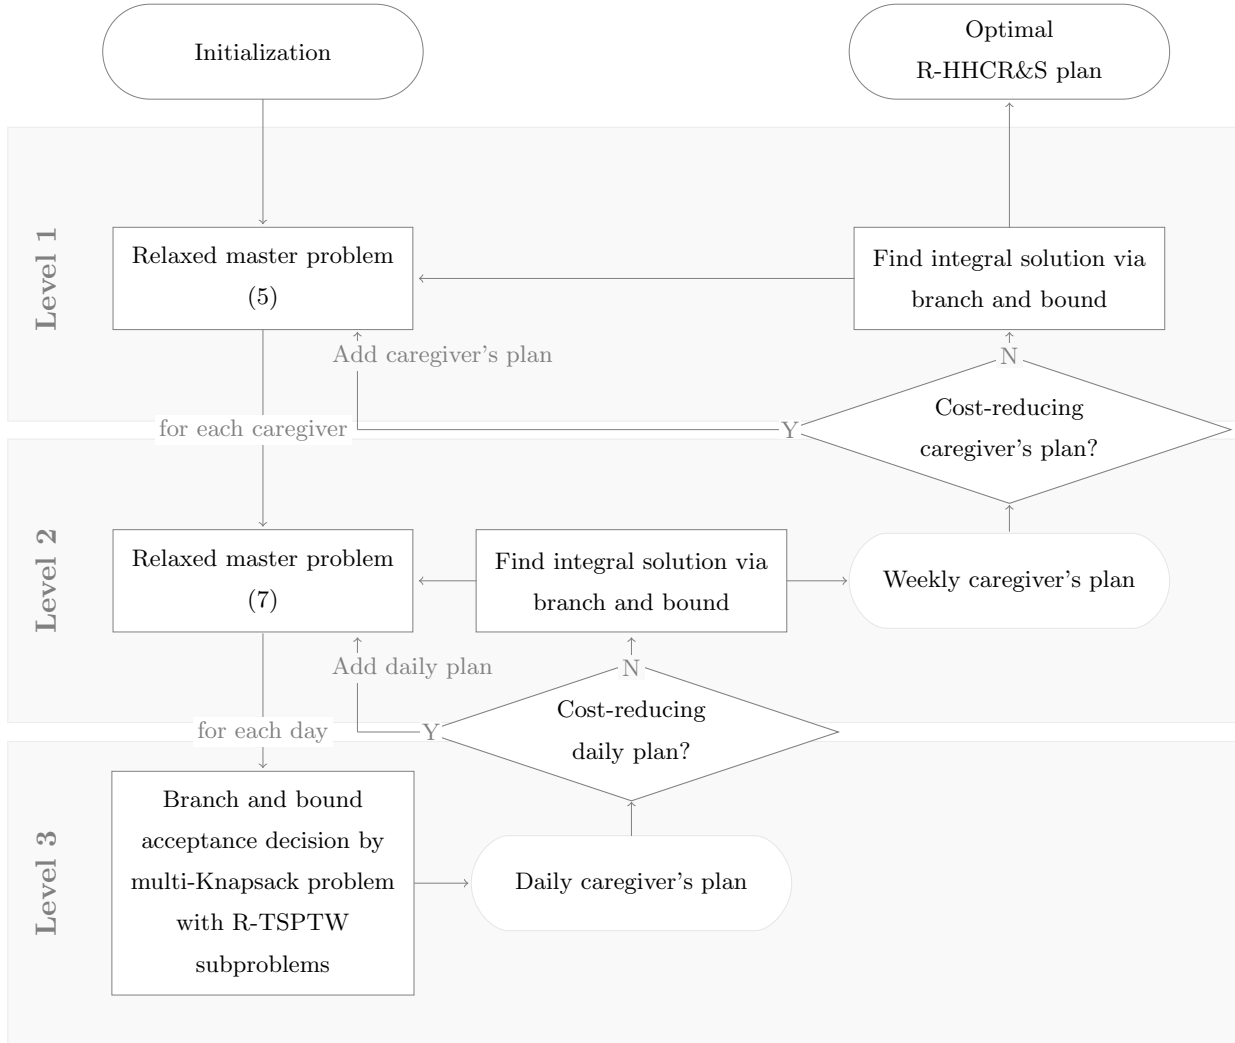 Initialization
Optimal
R-HHCR&S plan
Level 1
Relaxed master problem
(5)
Find integral solution via
branch and bound
Add caregiver's plan
N
for each caregiver
Y
Cost-reducing
caregiver's plan?
Level 2
Relaxed master problem
(7)
Find integral solution via
branch and bound
Weekly caregiver's plan
Add daily plan
N
for each day
Y
Cost-reducing
daily plan?
Level 3
Branch and bound
acceptance decision by
multi-Knapsack problem
with R-TSPTW
subproblems
Daily caregiver's plan